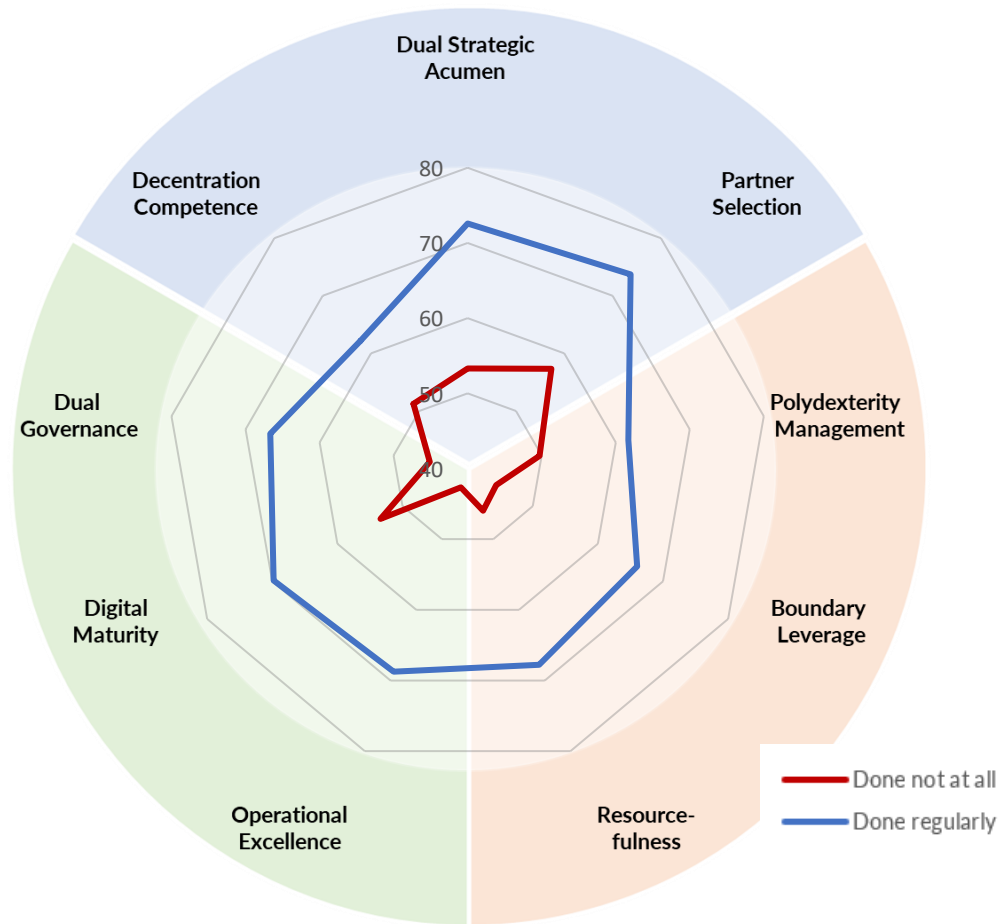 Dual Strategic
Acumen
Decentration
Competence
Partner
Selection
80
70
60
50
40
Dual
Governance
Polydexterity
Management
Digital
Maturity
Boundary
Leverage
Operational
Excellence
Resource-
fulness
Done not at all
Done regularly